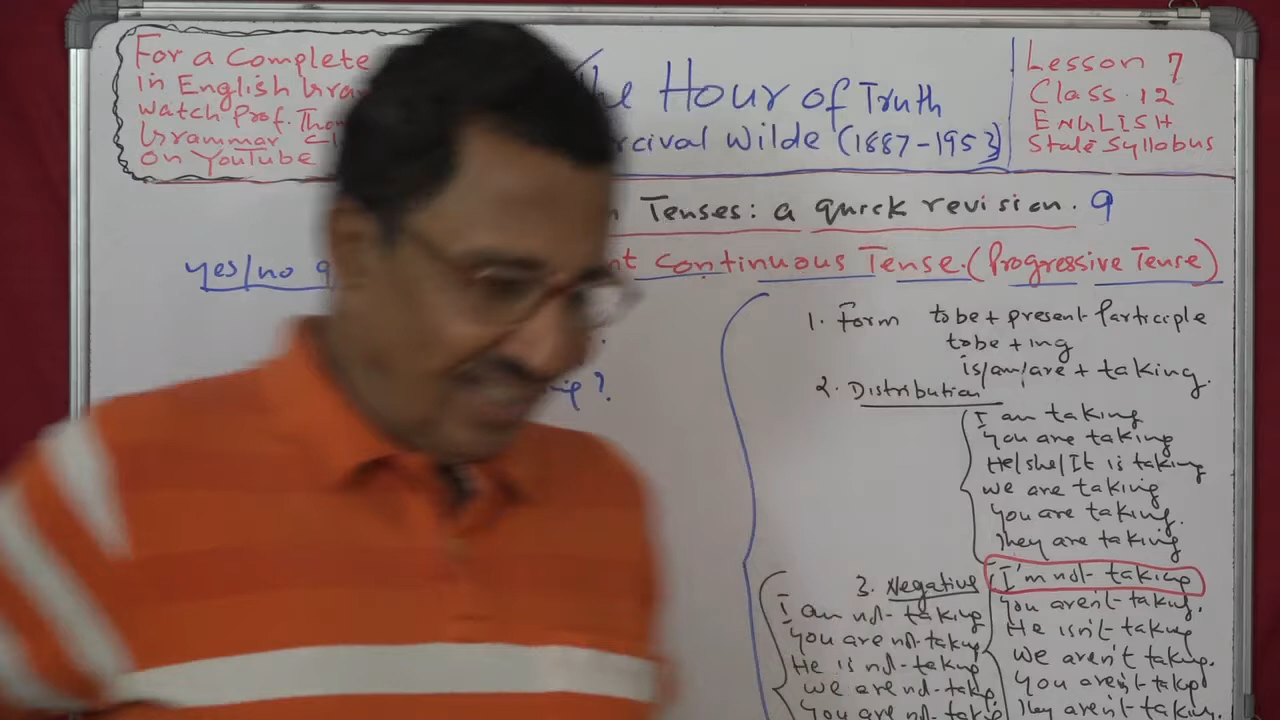 For a Complete
in English
watch Prof.
Grammar
on YouTube
The Hour of Truth
Wilde (1887-1953)
Lesson 7
Class. 12
ENGLISH
State Syllabus
Tenses: a quick revision. 9
yes/no
Continuous Tense. (Progressive Tense)
1. Form to be + present Participle
to be + ing
is/am/are + taking.
2. Distribution
I am taking
You are taking
He/she/It is taking
We are taking
You are taking.
They are taking
3. Negative
I am not taking
You are not taking
He is not taking
We are not taking
You are not
I'm not taking
You aren't taking.
He isn't taking
We aren't taking.
You aren't taking
They aren't taking.